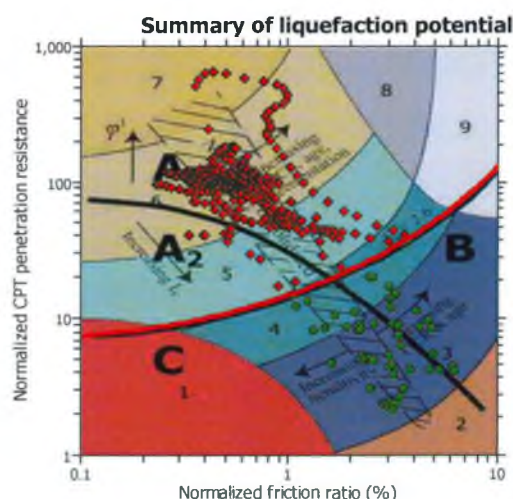 Summary of liquefaction potential
1,000
100
10
1
Normalized CPT penetration resistance
7
8
9
φ'
A
6
A2
Increasing
5
B
4
3
C
1
2
0.1
1
10
Normalized friction ratio (%)